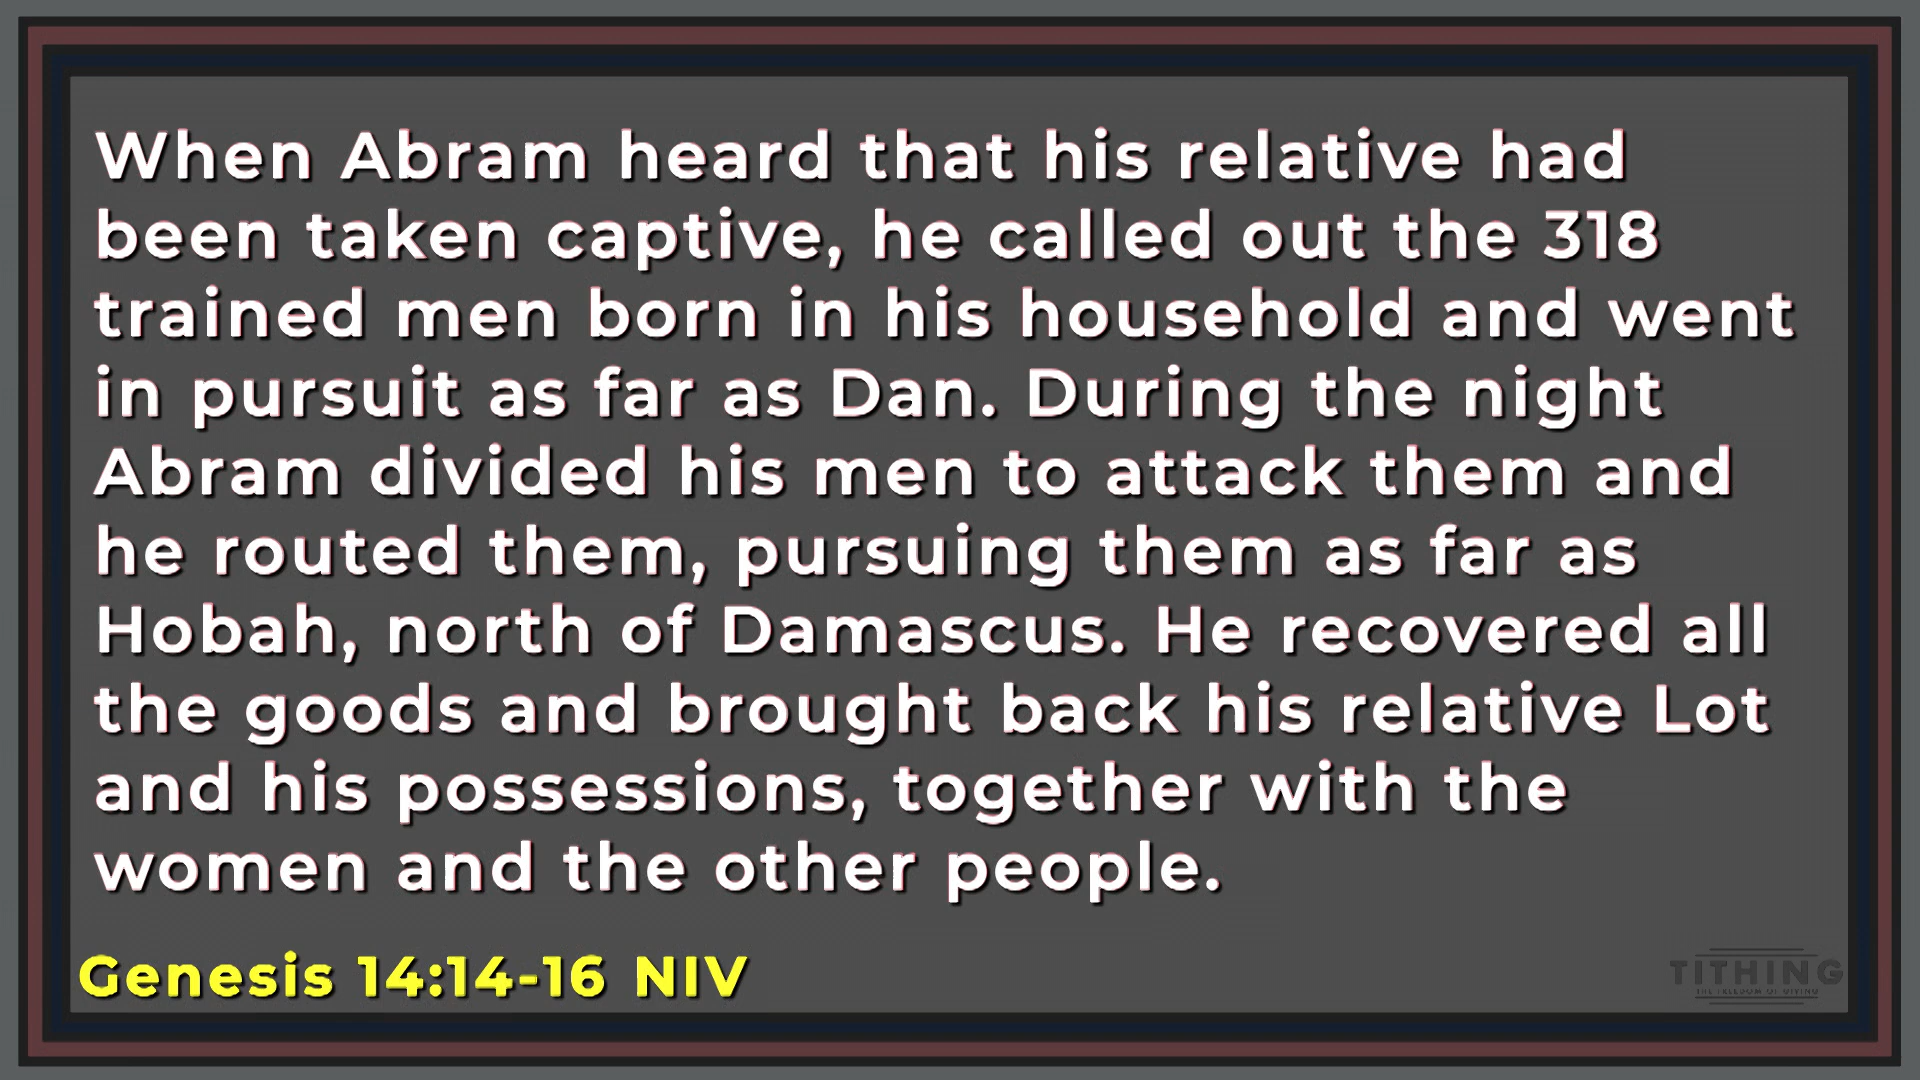 When Abram heard that his relative had
been taken captive, he called out the 318
trained men born in his household and went
in pursuit as far as Dan. During the night
Abram divided his men to attack them and
he routed them, pursuing them as far as
Hobah, north of Damascus. He recovered all
the goods and brought back his relative Lot
and his possessions, together with the
women and the other people.
Genesis 14:14-16 NIV
TITHING
THE FREEDOM OF GIVING